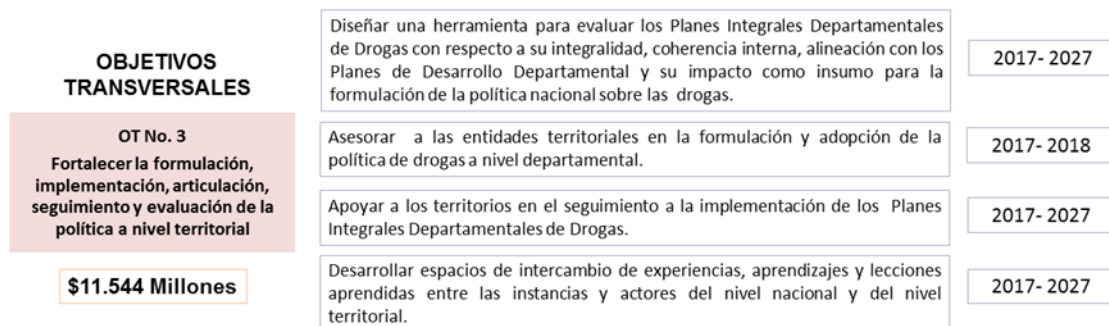 OBJETIVOS
TRANSVERSALES
OT No. 3
Fortalecer la formulación,
implementación, articulación,
seguimiento y evaluación de la
política a nivel territorial
$11.544 Millones
Diseñar una herramienta para evaluar los Planes Integrales Departamentales
de Drogas con respecto a su integralidad, coherencia interna, alineación con los
Planes de Desarrollo Departamental y su impacto como insumo para la
formulación de la política nacional sobre las drogas.
2017- 2027
Asesorar a las entidades territoriales en la formulación y adopción de la
política de drogas a nivel departamental.
2017- 2018
Apoyar a los territorios en el seguimiento a la implementación de los Planes
Integrales Departamentales de Drogas.
2017- 2027
Desarrollar espacios de intercambio de experiencias, aprendizajes y lecciones
aprendidas entre las instancias y actores del nivel nacional y del nivel
territorial.
2017- 2027